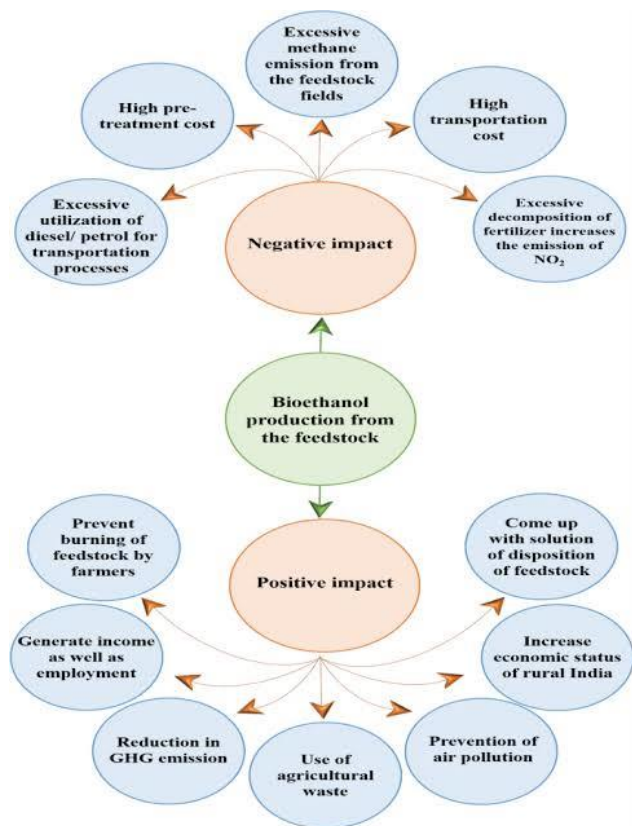 Excessive
methane
emission from
the feedstock
fields
High pre-
treatment cost
High
transportation
cost
Excessive
utilization of
diesel/ petrol for
transportation
processes
Negative impact
Excessive
decomposition of
fertilizer increases
the emission of
NO₂
Bioethanol
production from
the feedstock
Prevent
burning of
feedstock by
farmers
Come up
with solution
of disposition
of feedstock
Positive impact
Generate income
as well as
employment
Increase
economic status
of rural India
Reduction in
GHG emission
Use of
agricultural
waste
Prevention of
air pollution